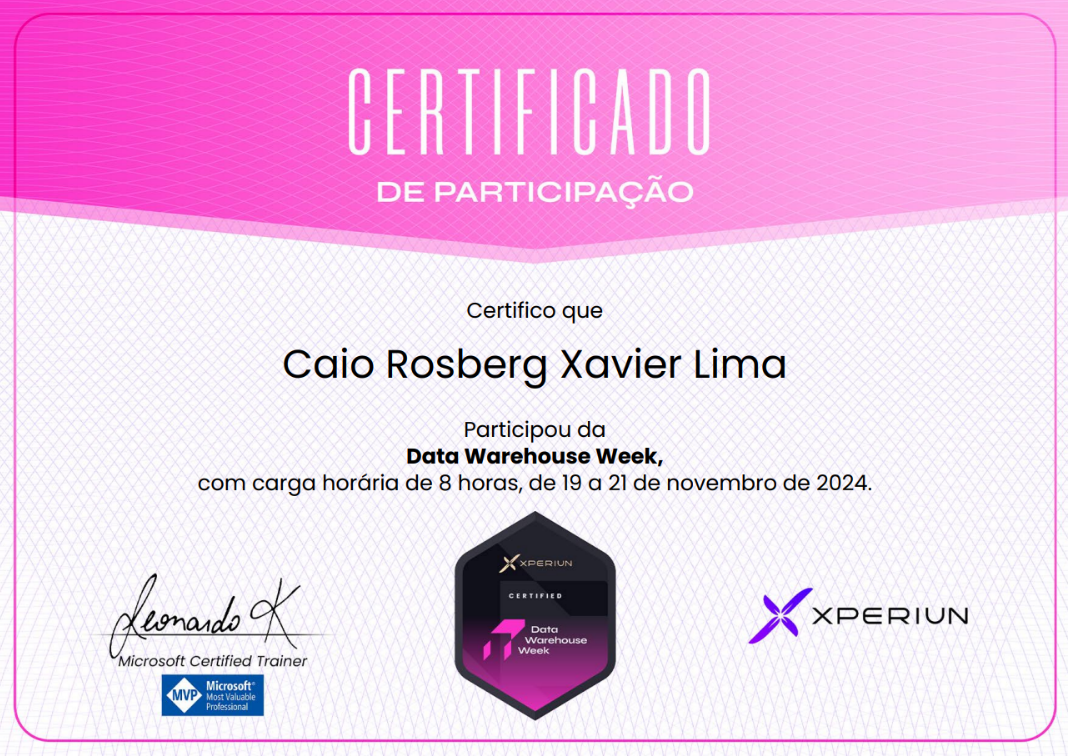 CERTIFICADO
DE PARTICIPAÇÃO
Certifico que
Caio Rosberg Xavier Lima
Participou da
Data Warehouse Week,
com carga horária de 8 horas, de 19 a 21 de novembro de 2024.
XPERIUN
CERTIFIED
Data
Warehouse
Week
Leonardo K
Microsoft Certified Trainer
MVP
Microsoft®
Most Valuable
Professional
XPERIUN